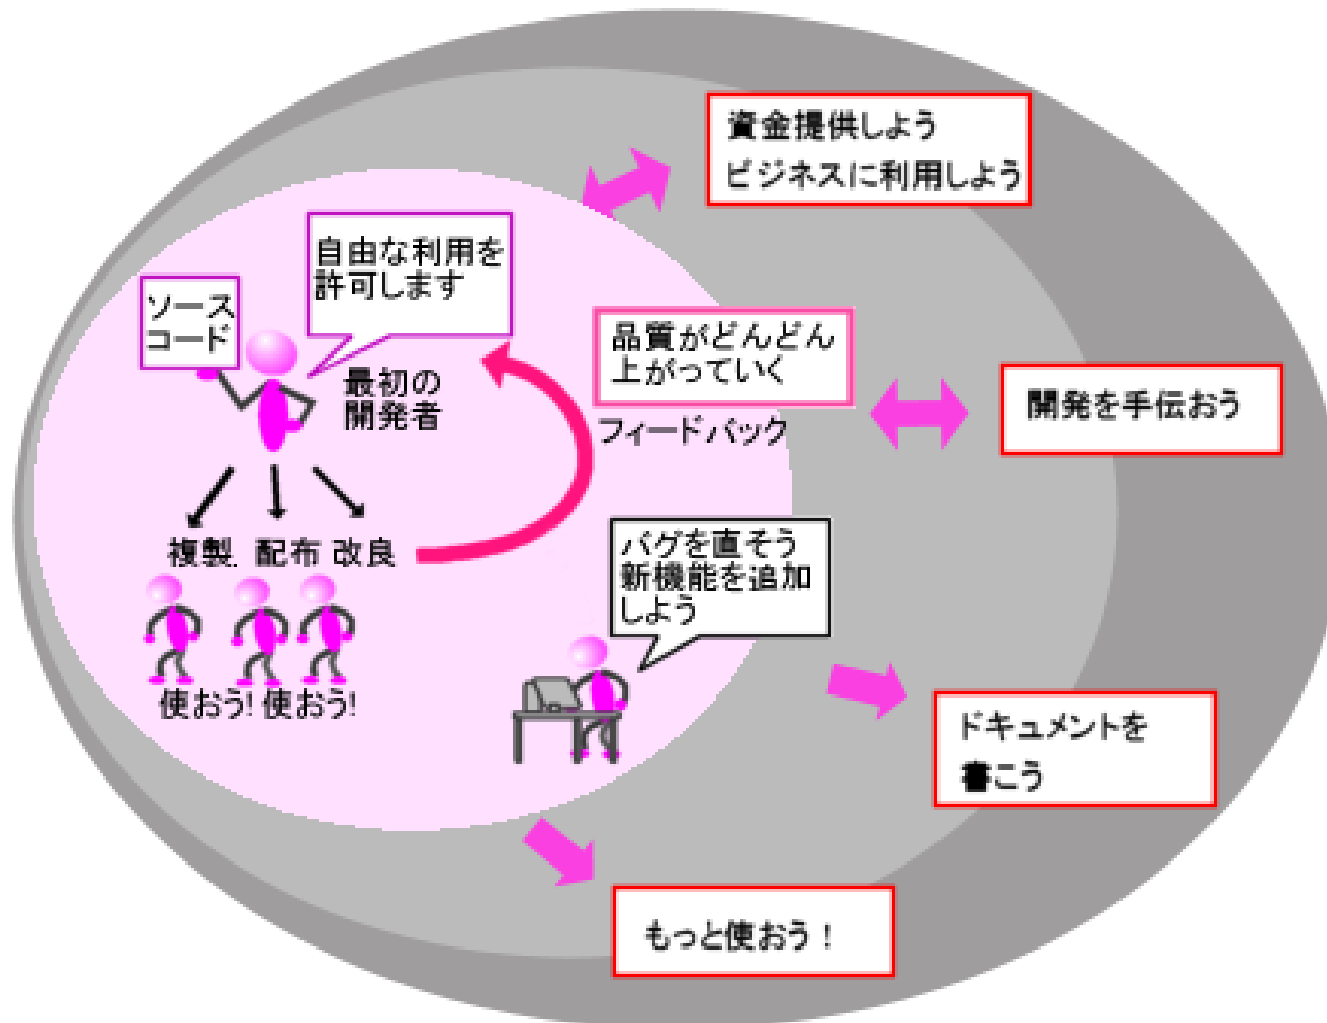 資金提供しよう
ビジネスに利用しよう
自由な利用を
許可します
ソース
コード
最初の
開発者
品質がどんどん
上がっていく
フィードバック
開発を手伝おう
複製. 配布 改良
バグを直そう
新機能を追加
しよう
使おう! 使おう!
ドキュメントを
書こう
もっと使おう！